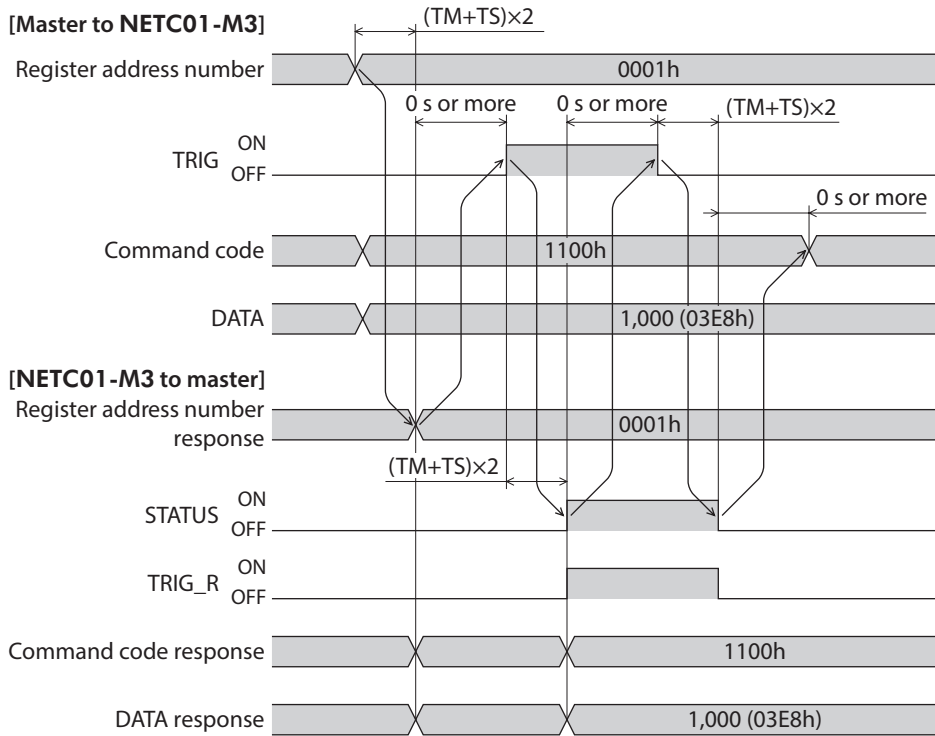 [Master to NETC01-M3]
(TM+TS)×2
Register address number
0001h
0 s or more
0 s or more
(TM+TS)×2
TRIG
ON
OFF
0 s or more
Command code
1100h
DATA
1,000 (03E8h)
[NETC01-M3 to master]
Register address number
response
0001h
(TM+TS)×2
STATUS
ON
OFF
TRIG_R
ON
OFF
Command code response
1100h
DATA response
1,000 (03E8h)